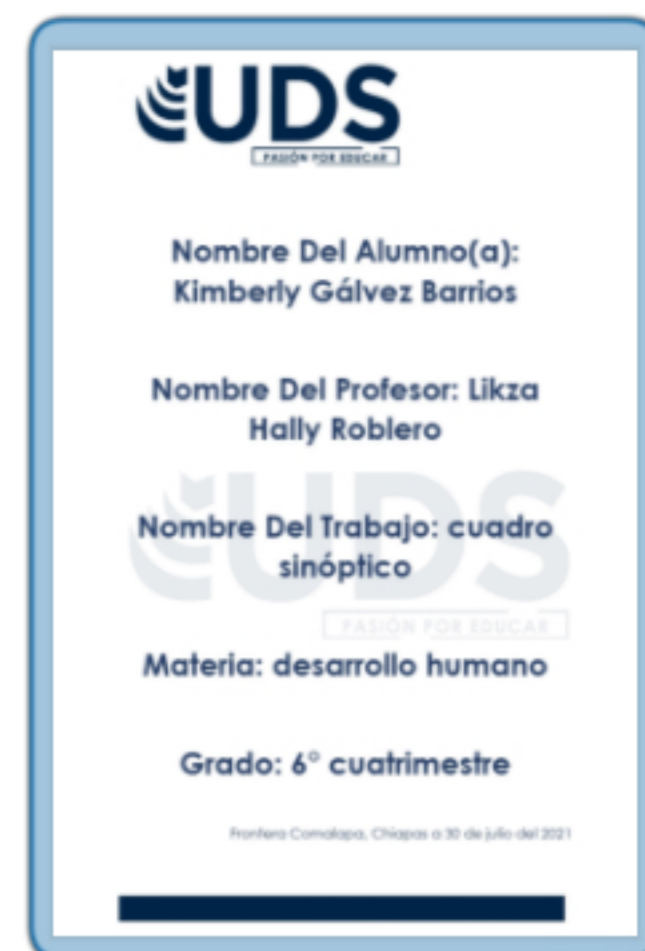 UDS
PASIÓN POR EDUCAR
Nombre Del Alumno(a):
Kimberly Gálvez Barrios
Nombre Del Profesor: Likza
Hally Roblero
UDS
Nombre Del Trabajo: cuadro
sinóptico
PASIÓN POR EDUCAR
Materia: desarrollo humano
Grado: 6° cuatrimestre
Frontera Comalapa, Chiapas a 30 de julio del 2021